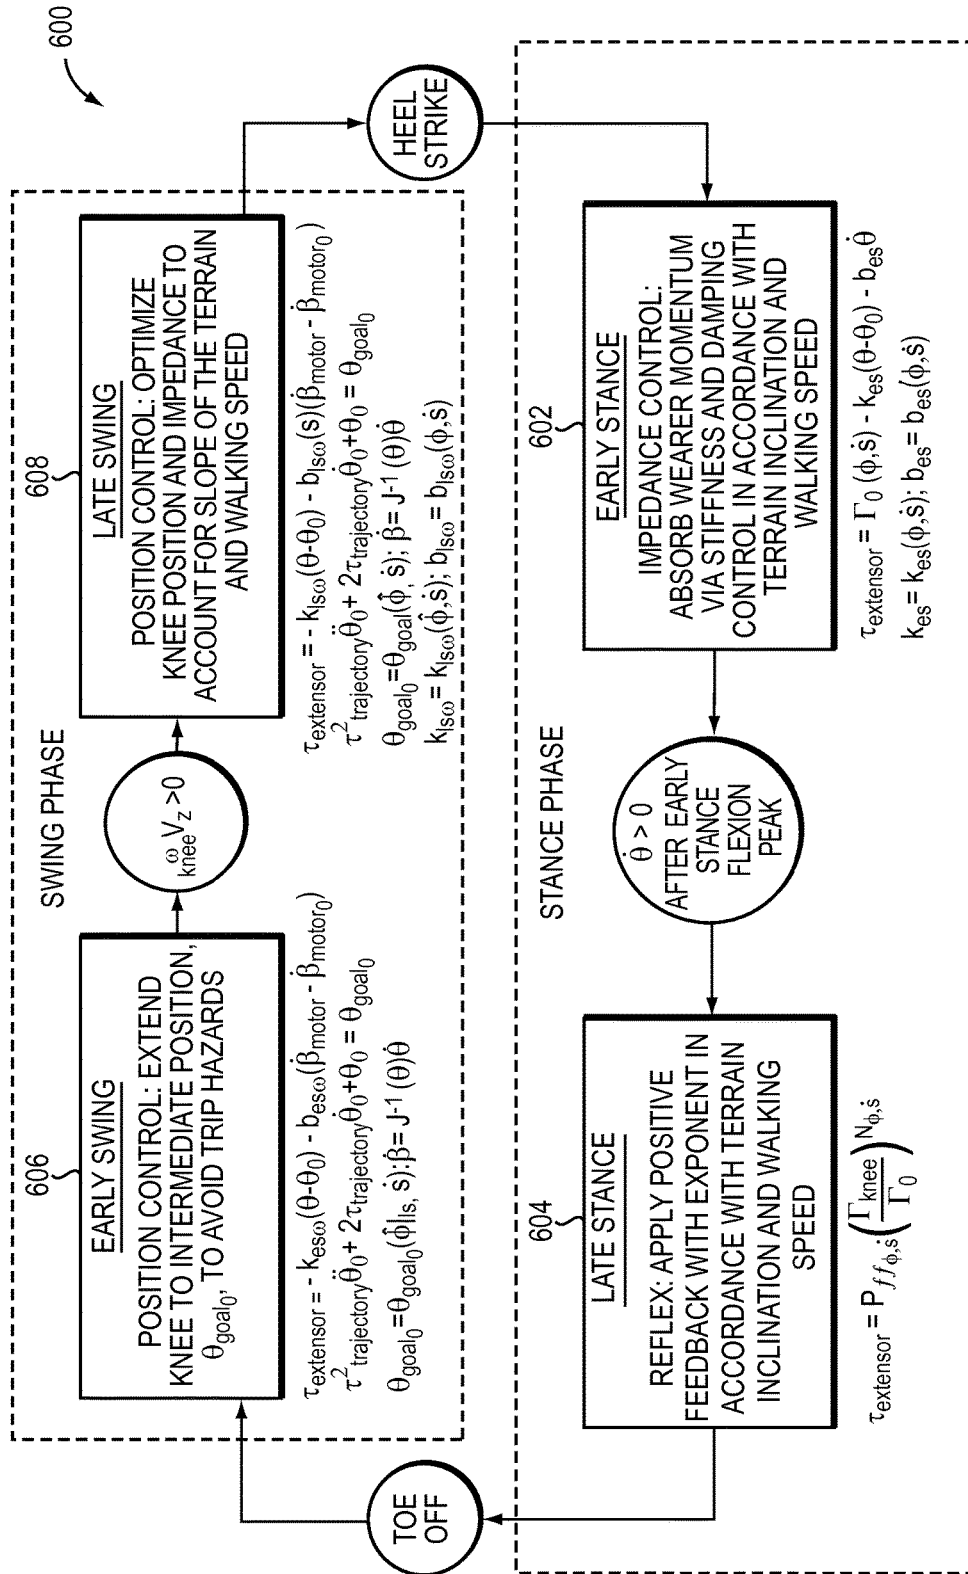 600
SWING PHASE
606
EARLY SWING
POSITION CONTROL: EXTEND
KNEE TO INTERMEDIATE POSITION,
θgoal₀, TO AVOID TRIP HAZARDS
τextensor = - kesω(θ-θ₀) - besω(β̇motor - β̇motor₀)
τ²trajectoryθ̈₀ + 2τtrajectoryθ̇₀+θ₀ = θgoal₀
θgoal₀=θgoal₀(ϕ̂|ls, ṡ);β̇= J⁻¹ (θ)θ̇
ω
knee Vz >0
608
LATE SWING
POSITION CONTROL: OPTIMIZE
KNEE POSITION AND IMPEDANCE TO
ACCOUNT FOR SLOPE OF THE TERRAIN
AND WALKING SPEED
τextensor = - klsω(θ-θ₀) - blsω(ṡ)(β̇motor - β̇motor₀)
τ²trajectoryθ̈₀+ 2τtrajectoryθ̇₀+θ₀ = θgoal₀
θgoal₀=θgoal(ϕ̂, ṡ); β̇= J⁻¹ (θ)θ̇
klsω= klsω(ϕ̂,ṡ); blsω= blsω(ϕ,ṡ)
HEEL
STRIKE
TOE
OFF
STANCE PHASE
604
LATE STANCE
REFLEX: APPLY POSITIVE
FEEDBACK WITH EXPONENT IN
ACCORDANCE WITH TERRAIN
INCLINATION AND WALKING
SPEED
τextensor = Pffϕ,ṡ(Γknee/Γ₀)Nϕ,ṡ
θ̇ > 0
AFTER EARLY
STANCE
FLEXION
PEAK
602
EARLY STANCE
IMPEDANCE CONTROL:
ABSORB WEARER MOMENTUM
VIA STIFFNESS AND DAMPING
CONTROL IN ACCORDANCE WITH
TERRAIN INCLINATION AND
WALKING SPEED
τextensor = Γ₀ (ϕ,ṡ) - kes(θ-θ₀) - besθ̇
kes= kes(ϕ,ṡ); bes= bes(ϕ,ṡ)